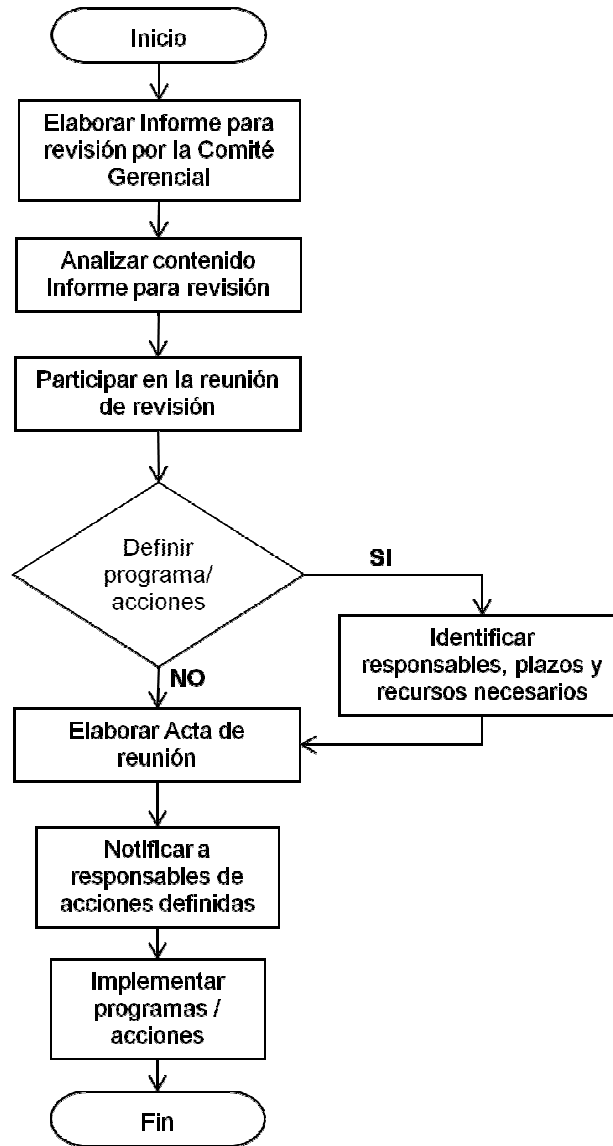 Inicio
Elaborar Informe para
revisión por la Comité
Gerencial
Analizar contenido
Informe para revisión
Participar en la reunión
de revisión
Definir
programa/
acciones
SI
Identificar
responsables, plazos y
recursos necesarios
NO
Elaborar Acta de
reunión
Notificar a
responsables de
acciones definidas
Implementar
programas /
acciones
Fin